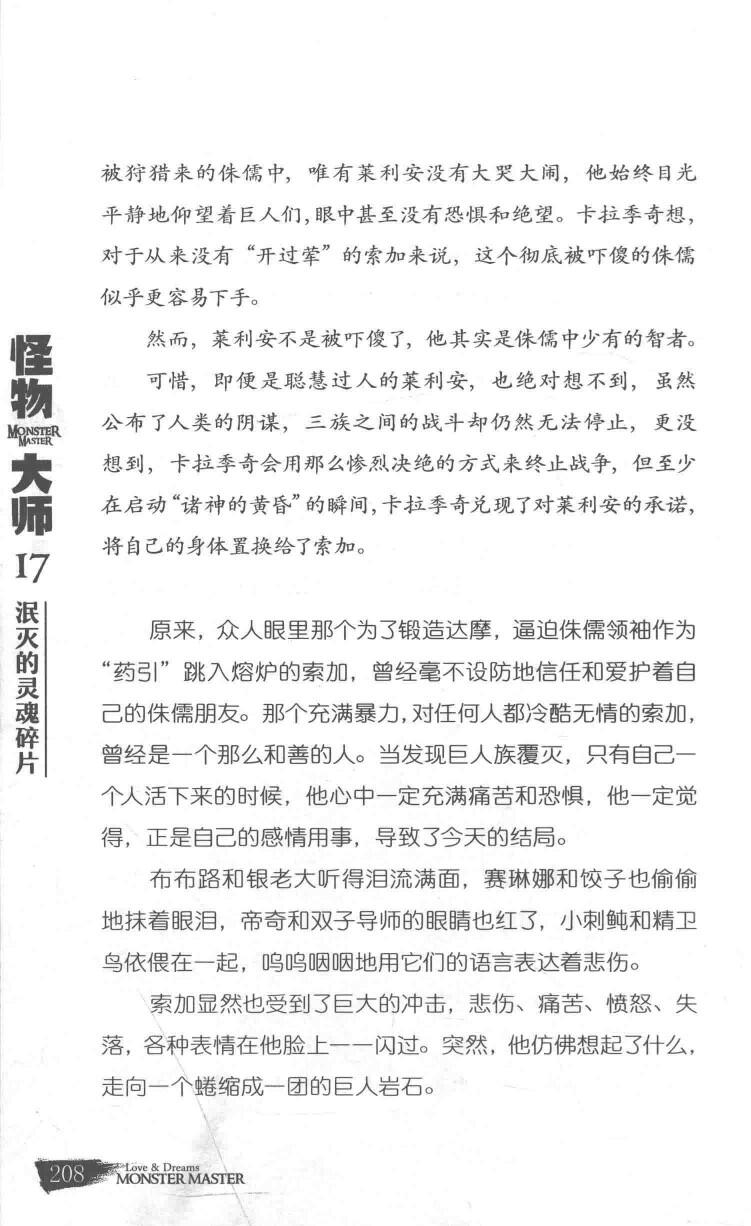 被狩猎来的侏儒中，唯有莱利安没有大哭大闹，他始终目光
平静地仰望着巨人们，眼中甚至没有恐惧和绝望。卡拉季奇想，
对于从来没有“开过荤”的索加来说，这个彻底被吓傻的侏儒
似乎更容易下手。
然而，莱利安不是被吓傻了，他其实是侏儒中少有的智者。
可惜，即便是聪慧过人的莱利安，也绝对想不到，虽然
公布了人类的阴谋，三族之间的战斗却仍然无法停止，更没
想到，卡拉季奇会用那么惨烈决绝的方式来终止战争，但至少
在启动“诸神的黄昏”的瞬间，卡拉季奇兑现了对莱利安的承诺，
将自己的身体置换给了索加。
原来，众人眼里那个为了锻造达摩，逼迫侏儒领袖作为
“药引”跳入熔炉的索加，曾经毫不设防地信任和爱护着自
己的侏儒朋友。那个充满暴力，对任何人都冷酷无情的索加，
曾经是一个那么和善的人。当发现巨人族覆灭，只有自己一
个人活下来的时候，他心中一定充满痛苦和恐惧，他一定觉
得，正是自己的感情用事，导致了今天的结局。
布布路和银老大听得泪流满面，赛琳娜和饺子也偷偷
地抹着眼泪，帝奇和双子导师的眼睛也红了，小刺鲀和精卫
鸟依偎在一起，呜呜咽咽地用它们的语言表达着悲伤。
索加显然也受到了巨大的冲击，悲伤、痛苦、愤怒、失
落，各种表情在他脸上一一闪过。突然，他仿佛想起了什么，
走向一个蜷缩成一团的巨人岩石。
怪物
MONSTER
MASTER
大师
17
泯灭的灵魂碎片
208
Love & Dreams
MONSTER MASTER